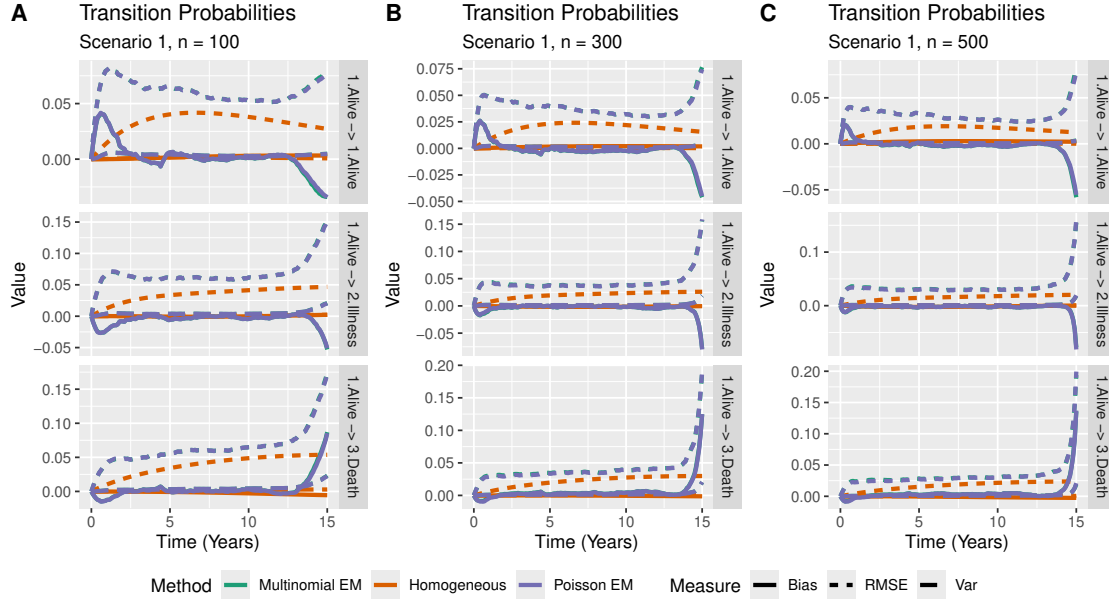 A
Transition Probabilities
Scenario 1, n = 100
0.05
0.00
1.Alive −> 1.Alive
0.15
0.10
0.05
0.00
−0.05
1.Alive −> 2.Illness
0.15
0.10
0.05
0.00
1.Alive −> 3.Death
Value
0 5 10 15
Time (Years)
B
Transition Probabilities
Scenario 1, n = 300
0.075
0.050
0.025
0.000
−0.025
−0.050
1.Alive −> 1.Alive
0.15
0.10
0.05
0.00
−0.05
1.Alive −> 2.Illness
0.20
0.15
0.10
0.05
0.00
1.Alive −> 3.Death
Value
0 5 10 15
Time (Years)
C
Transition Probabilities
Scenario 1, n = 500
0.05
0.00
−0.05
1.Alive −> 1.Alive
0.1
0.0
1.Alive −> 2.Illness
0.20
0.15
0.10
0.05
0.00
1.Alive −> 3.Death
Value
0 5 10 15
Time (Years)
Method Multinomial EM Homogeneous Poisson EM Measure Bias RMSE Var